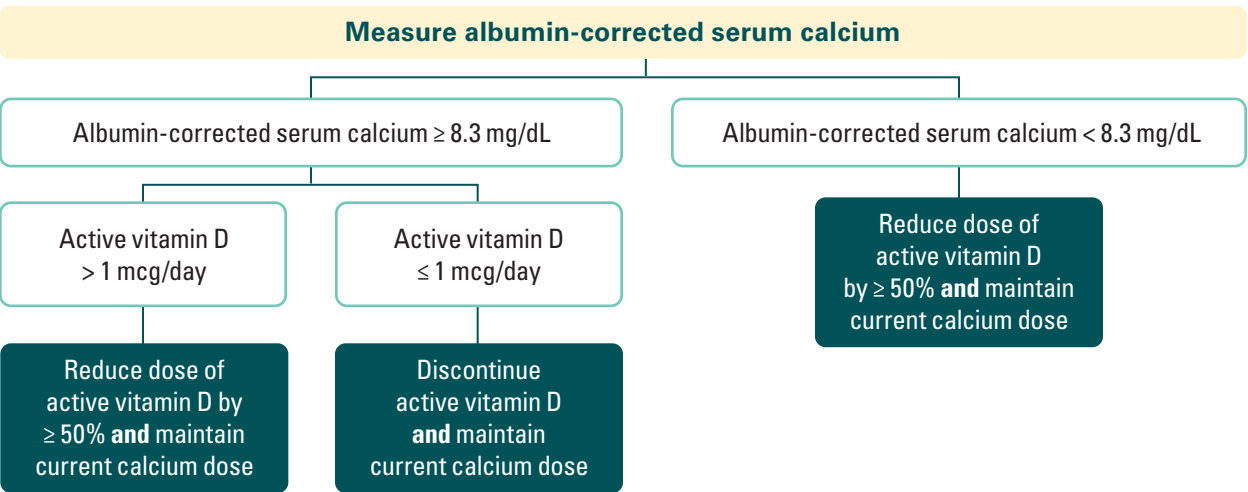 Measure albumin-corrected serum calcium
Albumin-corrected serum calcium ≥ 8.3 mg/dL
Albumin-corrected serum calcium < 8.3 mg/dL
Active vitamin D
> 1 mcg/day
Active vitamin D
≤ 1 mcg/day
Reduce dose of
active vitamin D
by ≥ 50% and maintain
current calcium dose
Reduce dose of
active vitamin D by
≥ 50% and maintain
current calcium dose
Discontinue
active vitamin D
and maintain
current calcium dose